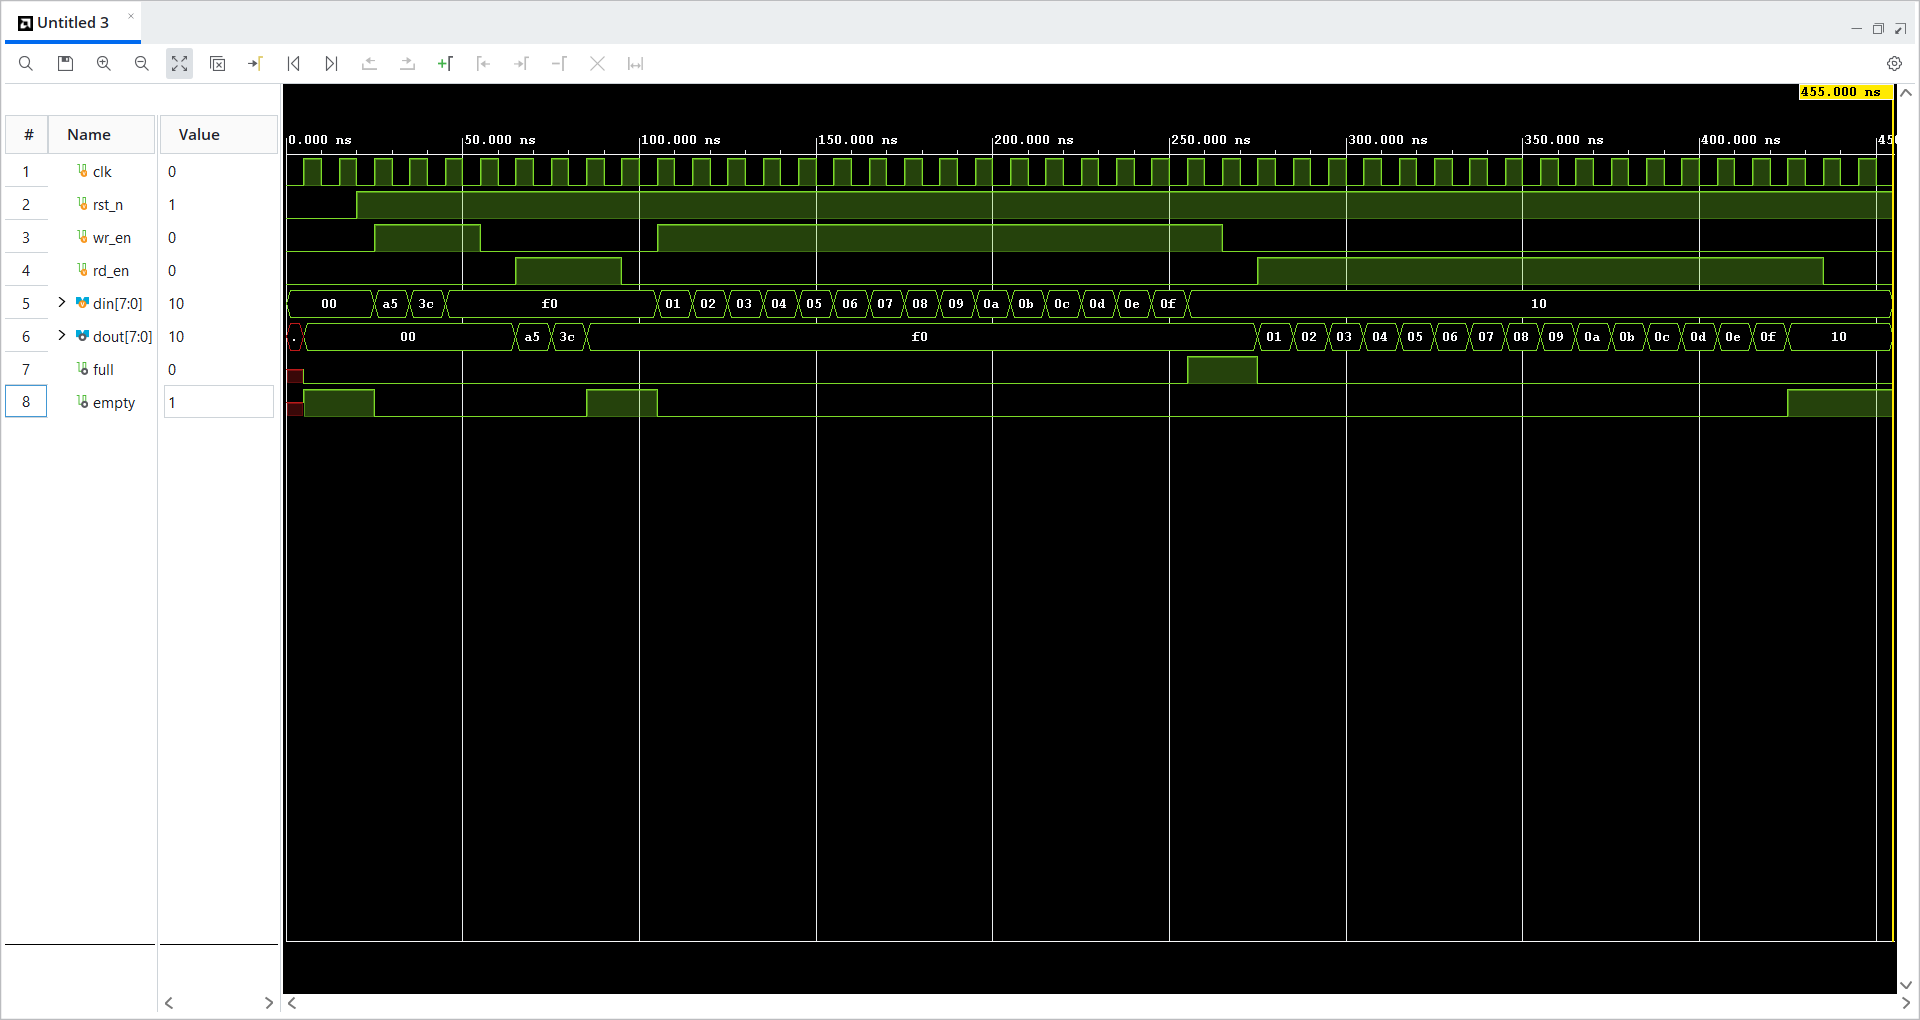 Untitled 3
455.000 ns
# Name Value
0.000 ns 50.000 ns 100.000 ns 150.000 ns 200.000 ns 250.000 ns 300.000 ns 350.000 ns 400.000 ns 450
1 clk 0
2 rst_n 1
3 wr_en 0
4 rd_en 0
5 din[7:0] 10 00 a5 3c f0 01 02 03 04 05 06 07 08 09 0a 0b 0c 0d 0e 0f 10
6 dout[7:0] 10 . 00 a5 3c f0 01 02 03 04 05 06 07 08 09 0a 0b 0c 0d 0e 0f 10
7 full 0
8 empty 1